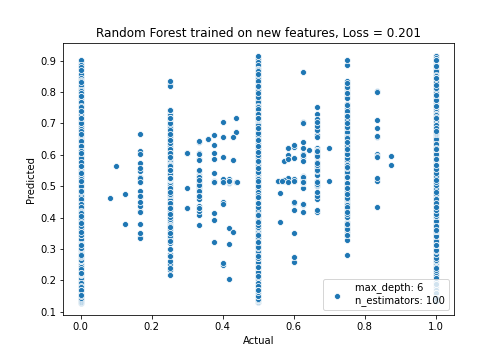 Random Forest trained on new features, Loss = 0.201
0.9
0.8
0.7
0.6
0.5
0.4
0.3
0.2
0.1
Predicted
max_depth: 6
n_estimators: 100
0.0 0.2 0.4 0.6 0.8 1.0
Actual